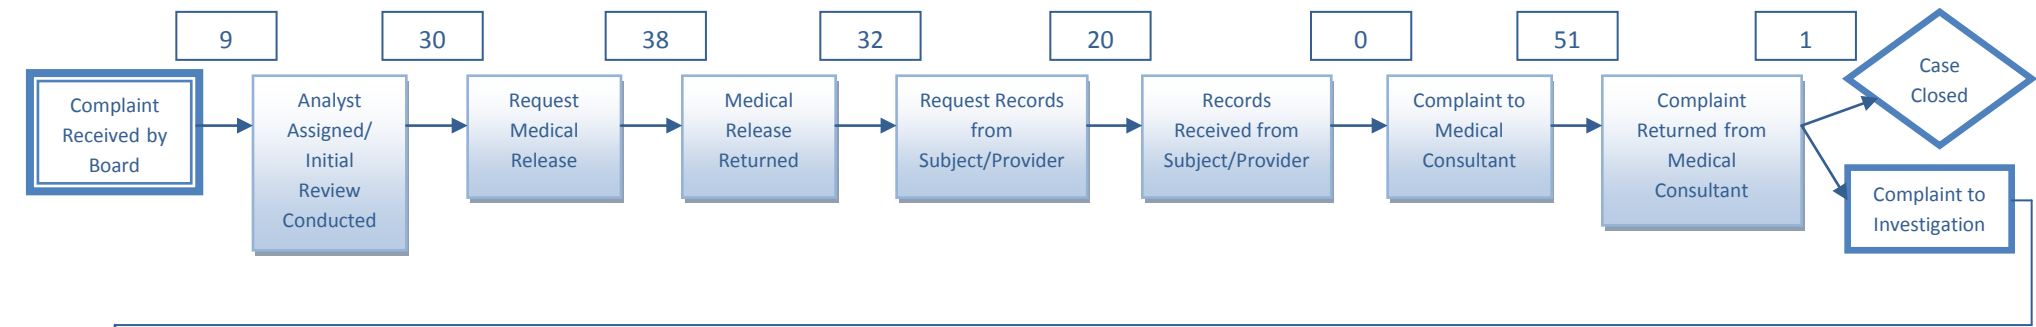 9
30
38
32
20
0
51
1
Complaint
Received by
Board
Analyst
Assigned/
Initial
Review
Conducted
Request
Medical
Release
Medical
Release
Returned
Request Records
from
Subject/Provider
Records
Received from
Subject/Provider
Complaint to
Medical
Consultant
Complaint
Returned from
Medical
Consultant
Case
Closed
Complaint to
Investigation